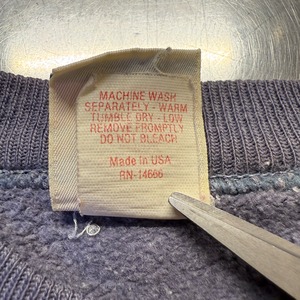 MACHINE WASH
SEPARATELY - WARM
TUMBLE DRY - LOW
REMOVE PROMPTLY
DO NOT BLEACH
Made in USA
RN-14666